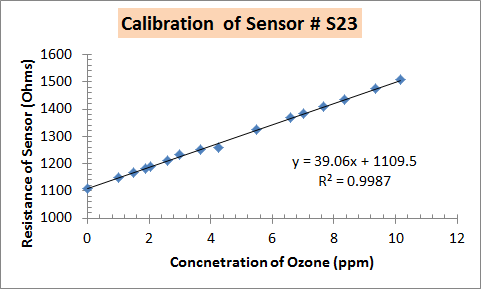 Calibration of Sensor # S23
Resistance of Sensor (Ohms)
1600
1500
1400
1300
1200
1100
1000
y = 39.06x + 1109.5
R² = 0.9987
0 2 4 6 8 10 12
Concnetration of Ozone (ppm)